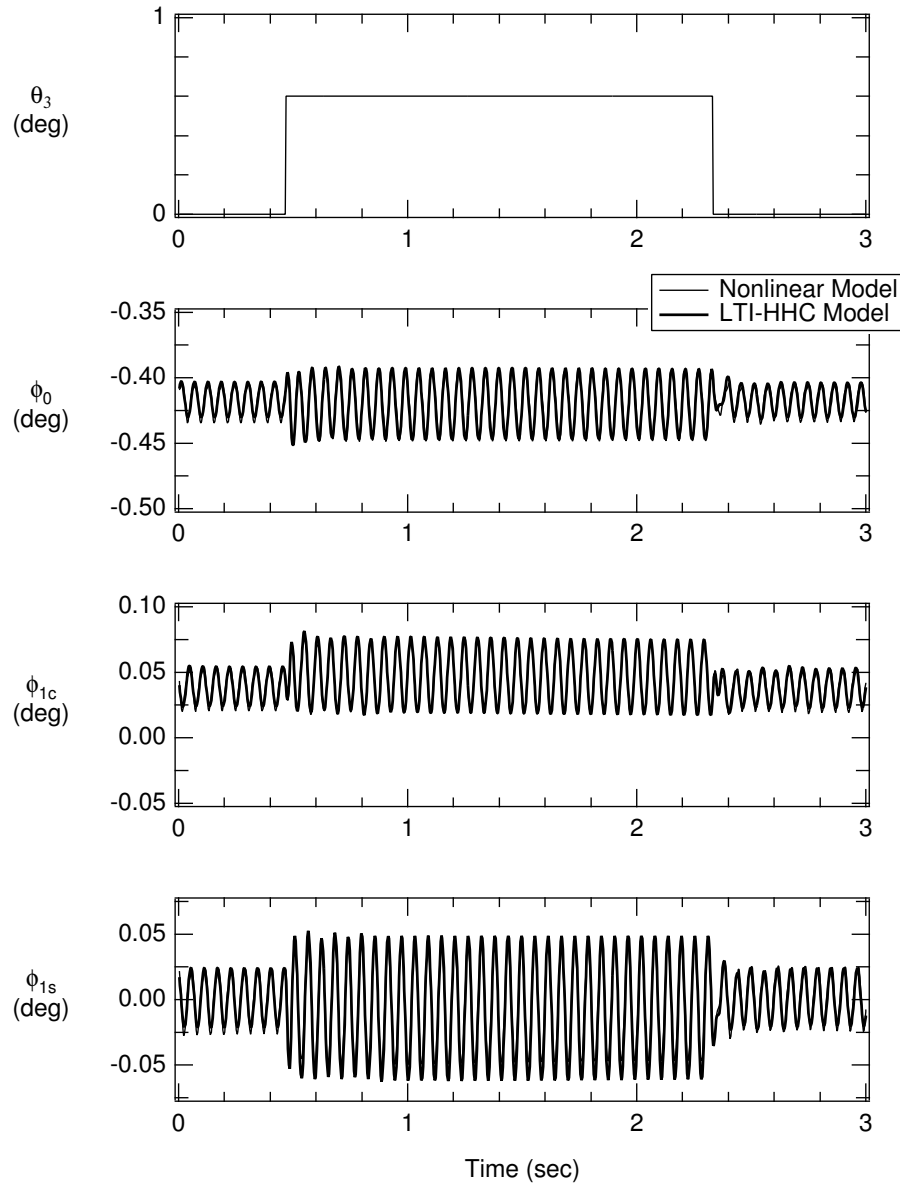 1
θ3
(deg)
0
0 1 2 3
Nonlinear Model
LTI-HHC Model
-0.35
-0.40
ϕ0
(deg)
-0.45
-0.50
0 1 2 3
0.10
0.05
ϕ1c
(deg)
0.00
-0.05
0 1 2 3
0.05
ϕ1s
(deg)
0.00
-0.05
0 1 2 3
Time (sec)